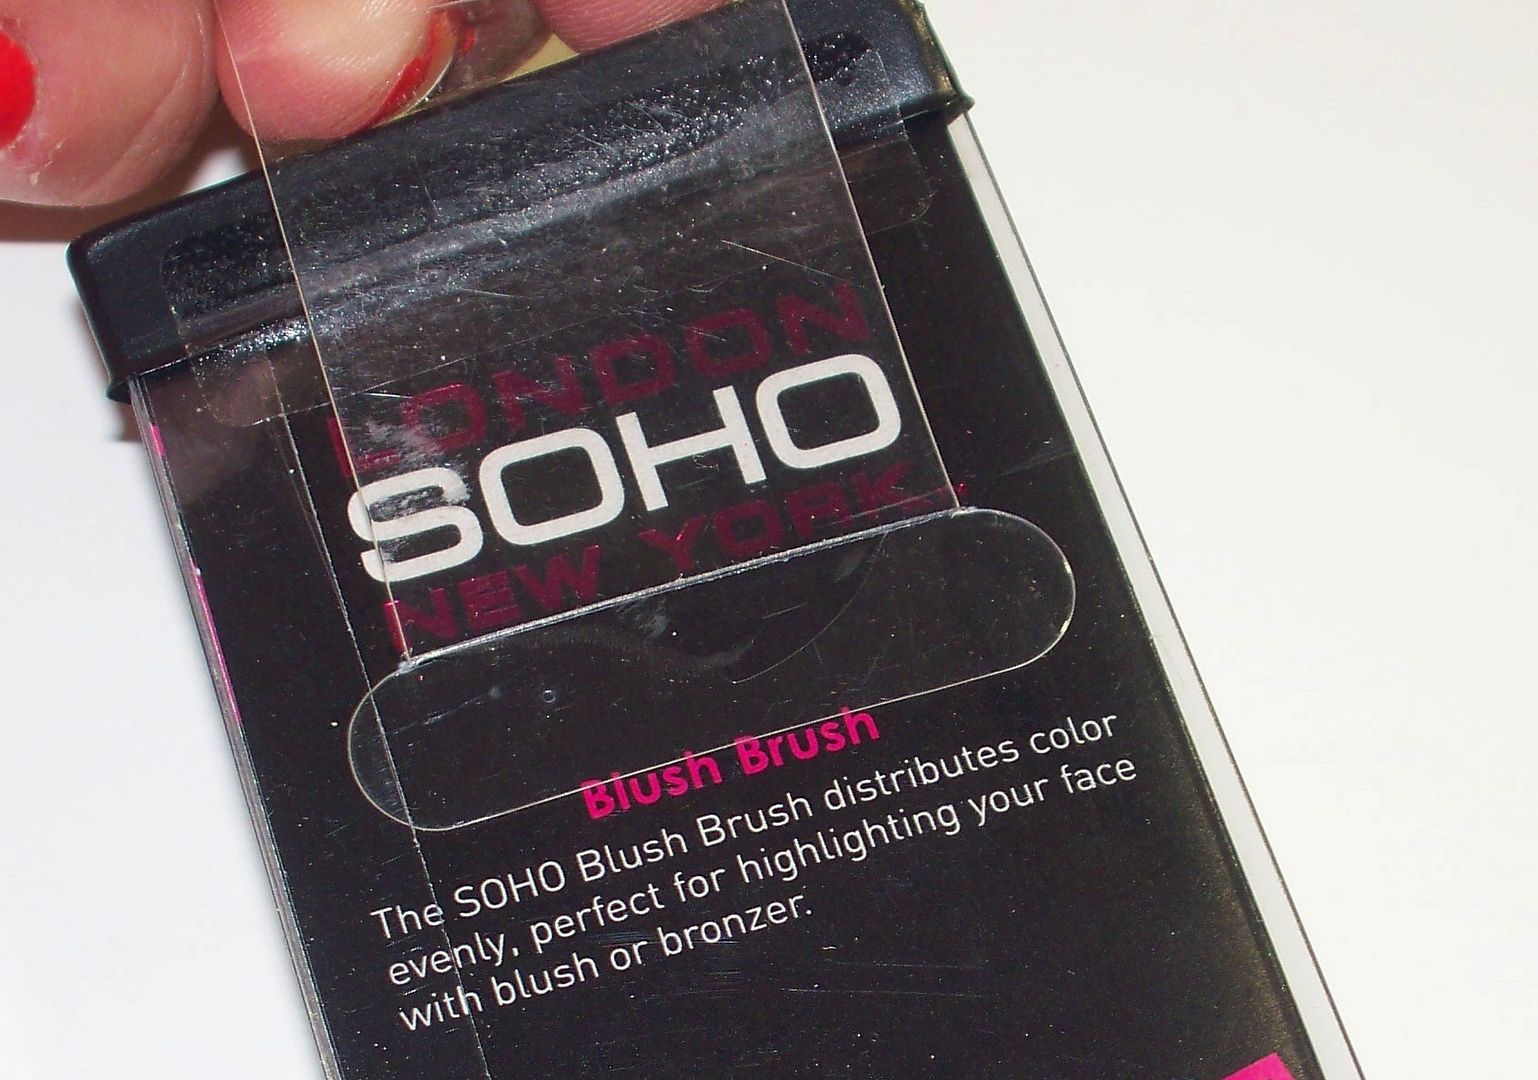 LONDON
SOHO
NEW YORK
Blush Brush
The SOHO Blush Brush distributes color
evenly, perfect for highlighting your face
with blush or bronzer.